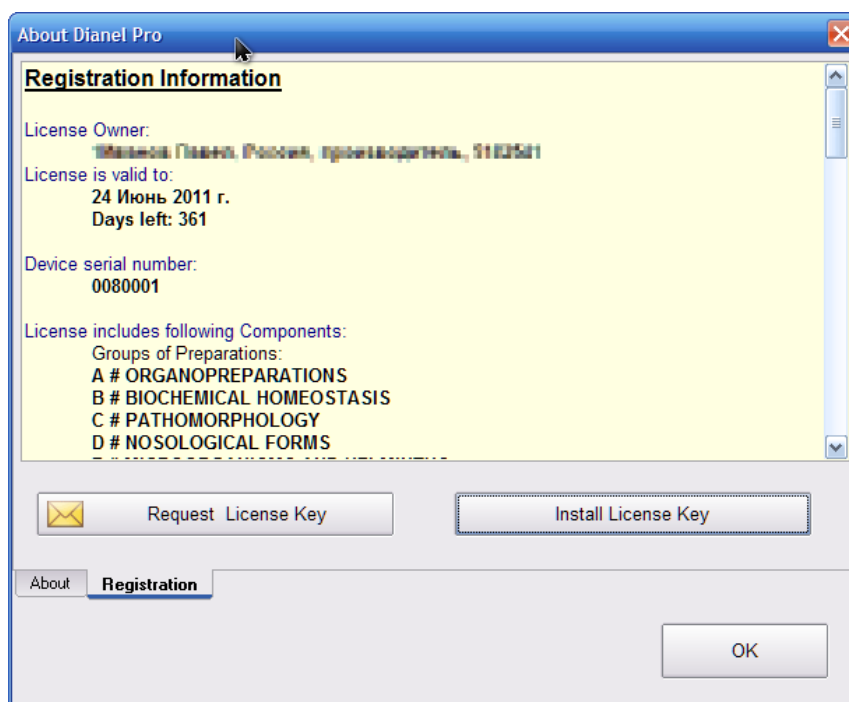 About Dianel Pro
Registration Information
License Owner:
License is valid to:
24 Июнь 2011 г.
Days left: 361
Device serial number:
0080001
License includes following Components:
Groups of Preparations:
A # ORGANOPREPARATIONS
B # BIOCHEMICAL HOMEOSTASIS
C # PATHOMORPHOLOGY
D # NOSOLOGICAL FORMS
Request License Key
Install License Key
About
Registration
OK